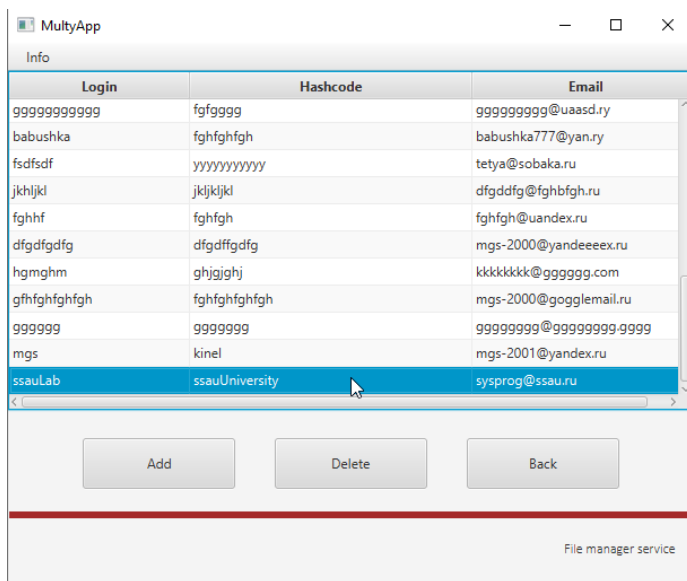 MultyApp
Info
Login Hashcode Email
ggggggggggg fgfgggg ggggggggg@uaasd.ry
babushka fghfghfgh babushka777@yan.ry
fsdfsdf yyyyyyyyyyy tetya@sobaka.ru
jkhljkl jkljkljkl dfgddfg@fghbfgh.ru
fghhf fghfgh fghfgh@uandex.ru
dfgdfgdfg dfgdffgdfg mgs-2000@yandeeeex.ru
hgmghm ghjgjghj kkkkkkkk@gggggg.com
gfhfghfghfgh fghfghfghfgh mgs-2000@gogglemail.ru
gggggg ggggggg gggggggg@gggggggg.gggg
mgs kinel mgs-2001@yandex.ru
ssauLab ssauUniversity sysprog@ssau.ru
Add Delete Back
File manager service